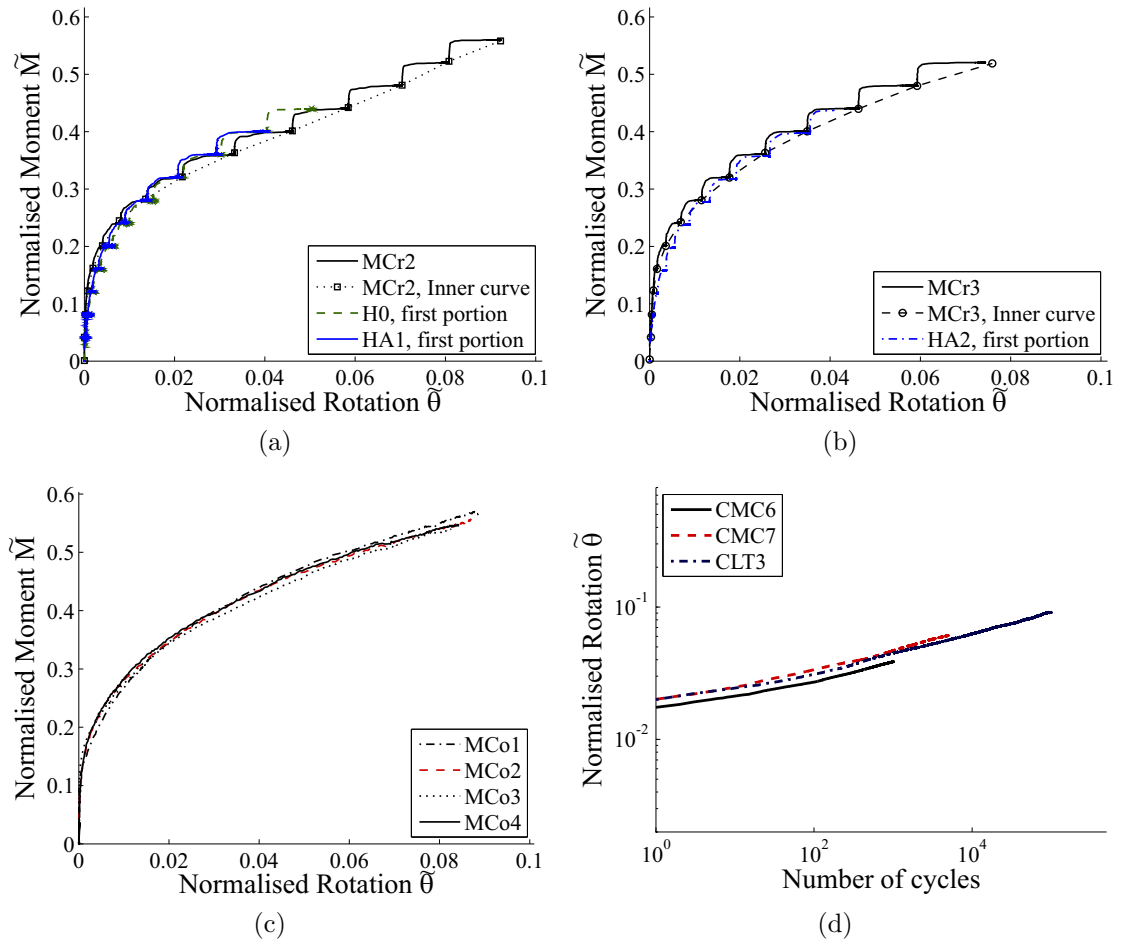 0.6
0.5
0.4
0.3
0.2
0.1
0
Normalised Moment M̃
0
0.02
0.04
0.06
0.08
0.1
Normalised Rotation θ̃
MCr2
MCr2, Inner curve
H0, first portion
HA1, first portion
(a)
0.6
0.5
0.4
0.3
0.2
0.1
0
Normalised Moment M̃
0
0.02
0.04
0.06
0.08
0.1
Normalised Rotation θ̃
MCr3
MCr3, Inner curve
HA2, first portion
(b)
0.6
0.5
0.4
0.3
0.2
0.1
0
Normalised Moment M̃
0
0.02
0.04
0.06
0.08
0.1
Normalised Rotation θ̃
MCo1
MCo2
MCo3
MCo4
(c)
CMC6
CMC7
CLT3
10⁻¹
10⁻²
Normalised Rotation θ̃
10⁰
10²
10⁴
Number of cycles
(d)